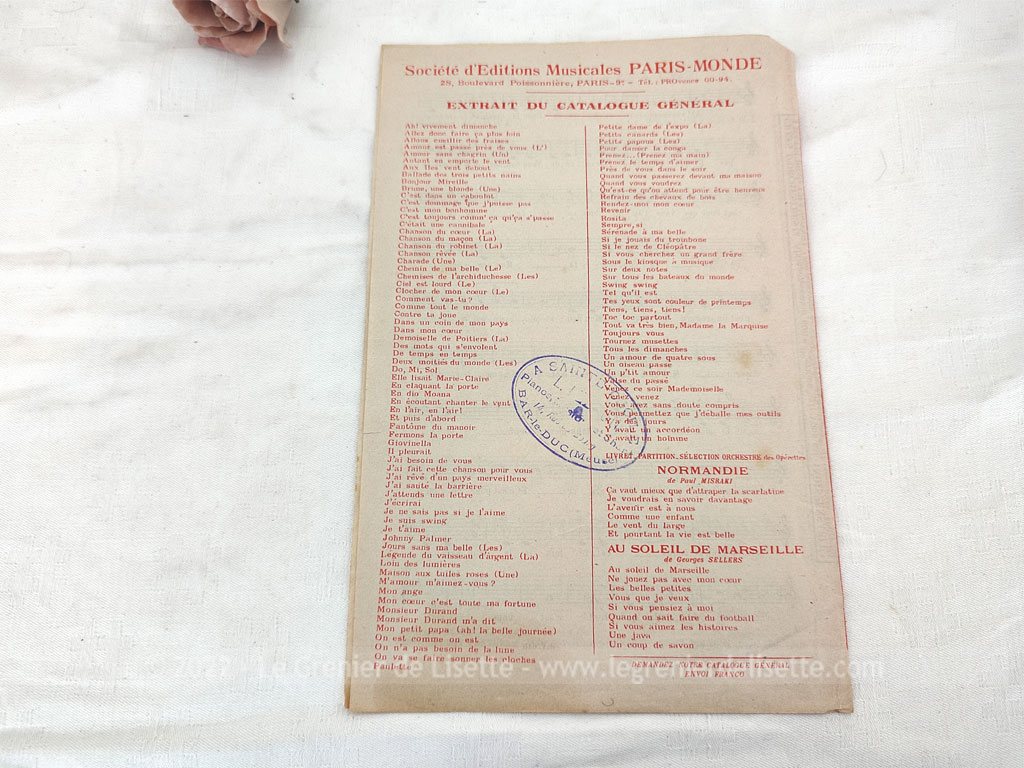 Société d'Editions Musicales PARIS-MONDE
28, Boulevard Poissonnière, PARIS-9e - Tél.: PROvence 00-94.
EXTRAIT DU CATALOGUE GÉNÉRAL
Ah! vivement dimanche
Allez donc faire ça plus loin
Allons cueillir des fraises
Amour est passé près de vous (L')
Amour sans chagrin (Un)
Autant en emporte le vent
Aux îles vent debout
Ballade des trois petits nains
Bonjour Mireille
Brune, une blonde (Une)
C'est dans un caboulot
C'est dommage que j'puisse pas
C'est mon bonhomme
C'est toujours comm' ça qu'ça s'passe
C'était une cannibale
Chanson du cœur (La)
Chanson du maçon (La)
Chanson du robinet (La)
Chanson rêvée (La)
Charade (Une)
Chemin de ma belle (Le)
Chemises de l'archiduchesse (Les)
Ciel est lourd (Le)
Clocher de mon cœur (Le)
Comment vas-tu?
Comme tout le monde
Contre ta joue
Dans un coin de mon pays
Dans mon cœur
Demoiselle de Poitiers (La)
Des mots qui s'envolent
De temps en temps
Deux moitiés du monde (Les)
Do, Mi, Sol
Elle lisait Marie-Claire
En claquant la porte
En dio Moana
En écoutant chanter le vent
En l'air, en l'air!
Et puis d'abord
Fantôme du manoir
Fermons la porte
Giovinella
Il pleurait
J'ai besoin de vous
J'ai fait cette chanson pour vous
J'ai rêvé d'un pays merveilleux
J'ai sauté la barrière
J'attends une lettre
J'écrirai
Je ne sais pas si je l'aime
Je suis swing
Je t'aime
Johnny Palmer
Jours sans ma belle (Les)
Légende du vaisseau d'argent (La)
Loin des lumières
Maison aux tuiles roses (Une)
M'amour m'aimez-vous?
Mon ange
Mon cœur c'est toute ma fortune
Monsieur Durand
Monsieur Durand m'a dit
Mon petit papa (ah! la belle journée)
On est comme on est
On n'a pas besoin de la lune
On va se faire sonner les cloches
Petite dame de l'expo (La)
Petits canards (Les)
Petits papous (Les)
Pour danser la conga
Prenez... (Prenez ma main)
Prenez le temps d'aimer
Près de vous dans le soir
Quand vous passerez devant ma maison
Quand vous voudrez
Qu'est-ce qu'on attend pour être heureux
Refrain des chevaux de bois
Rendez-moi mon cœur
Revenir
Rosita
Sempre, si
Sérénade à ma belle
Si je jouais du trombone
Si le nez de Cléopâtre
Si vous cherchez un grand frère
Sous le kiosque à musique
Sur deux notes
Sur tous les bateaux du monde
Swing swing
Tel qu'il est
Tes yeux sont couleur de printemps
Tiens, tiens, tiens!
Toc toc partout
Tout va très bien, Madame la Marquise
Toujours vous
Tournez musettes
Tous les dimanches
Un amour de quatre sous
Un oiseau passe
Un p'tit amour
Valse du passé
Venez ce soir Mademoiselle
Venez venez
Vous avez sans doute compris
Vous permettez que j'déballe mes outils
Y'a des jours
Y'avait un accordéon
Y'avait un homme
LIVRET, PARTITION, SÉLECTION ORCHESTRE des Opérettes
NORMANDIE
de Paul MISRAKI
Ça vaut mieux que d'attraper la scarlatine
Je voudrais en savoir davantage
L'avenir est à nous
Comme une enfant
Le vent du large
Et pourtant la vie est belle
AU SOLEIL DE MARSEILLE
de Georges SELLERS
Au soleil de Marseille
Ne jouez pas avec mon cœur
Les belles petites
Vous que je veux
Si vous pensiez à moi
Quand on sait faire du football
Si vous aimez les histoires
Une java
Un coup de savon
DEMANDEZ NOTRE CATALOGUE GÉNÉRAL
ENVOI FRANCO
BAR-le-DUC (Meuse)
Le Grenier de Lisette - www.legrenierdelisette.com